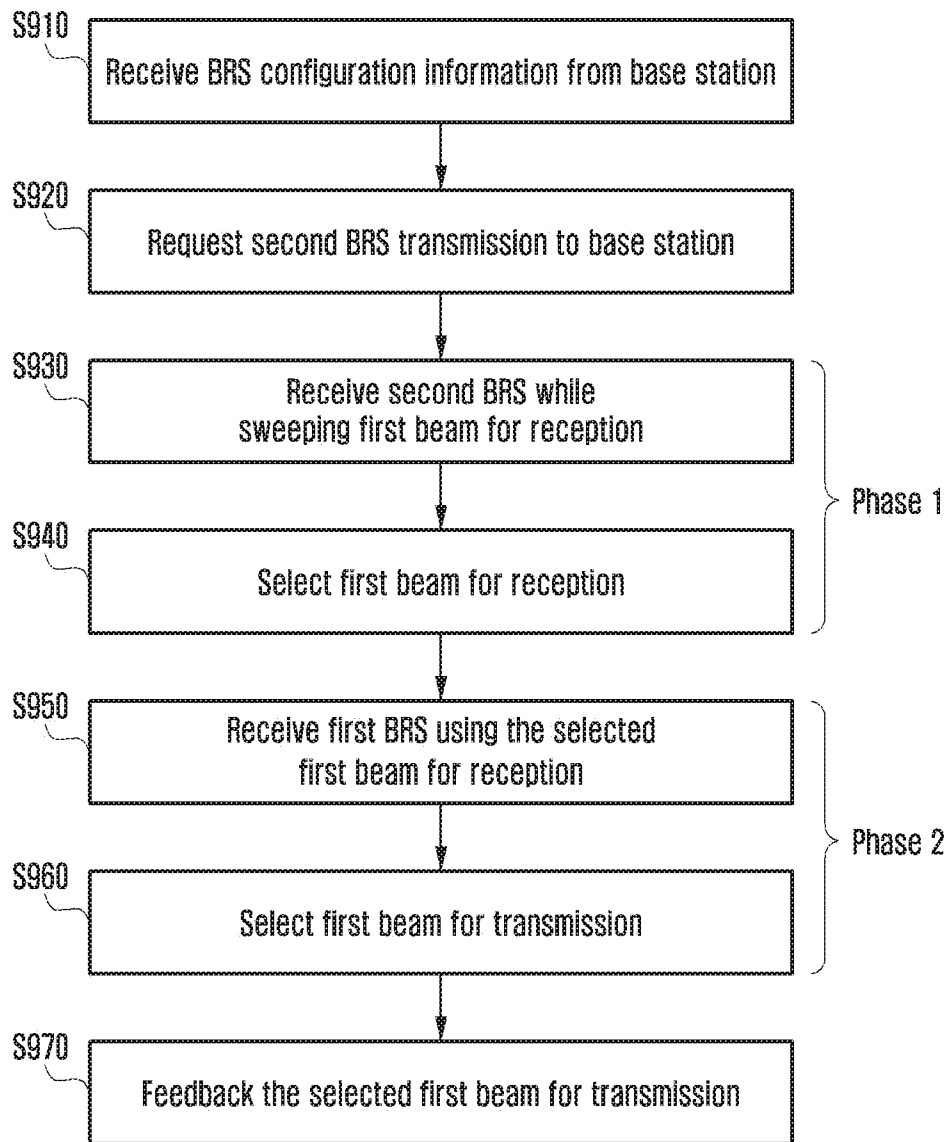 S910
Receive BRS configuration information from base station
S920
Request second BRS transmission to base station
S930
Receive second BRS while
sweeping first beam for reception
Phase 1
S940
Select first beam for reception
S950
Receive first BRS using the selected
first beam for reception
Phase 2
S960
Select first beam for transmission
S970
Feedback the selected first beam for transmission